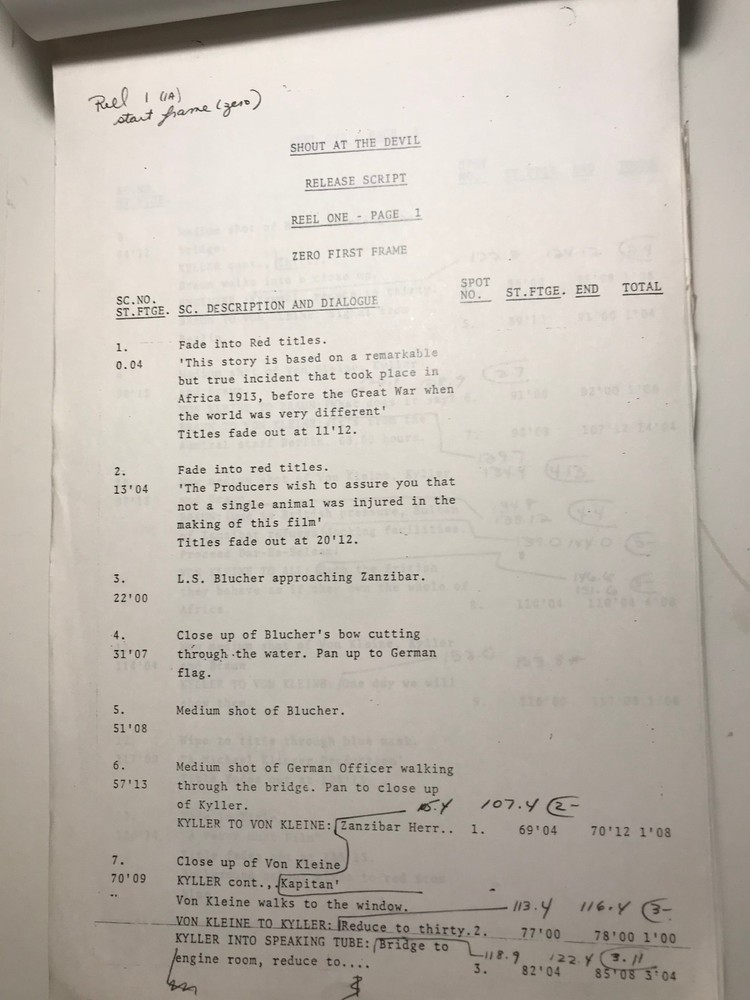 Reel 1 (1A)
start frame (zero)
SHOUT AT THE DEVIL
RELEASE SCRIPT
REEL ONE - PAGE 1
ZERO FIRST FRAME
SC.NO. SPOT
ST.FTGE. SC. DESCRIPTION AND DIALOGUE NO. ST.FTGE. END TOTAL
1. Fade into Red titles.
0.04 'This story is based on a remarkable
but true incident that took place in
Africa 1913, before the Great War when
the world was very different'
Titles fade out at 11'12.
2. Fade into red titles.
13'04 'The Producers wish to assure you that
not a single animal was injured in the
making of this film'
Titles fade out at 20'12.
3. L.S. Blucher approaching Zanzibar.
22'00
4. Close up of Blucher's bow cutting
31'07 through the water. Pan up to German
flag.
5. Medium shot of Blucher.
51'08
6. Medium shot of German Officer walking
57'13 through the bridge. Pan to close up
of Kyller. 107.4 2-
KYLLER TO VON KLEINE: Zanzibar Herr.. 1. 69'04 70'12 1'08
7. Close up of Von Kleine
70'09 KYLLER cont., Kapitan'
Von Kleine walks to the window. 113.4 116.4 3-
VON KLEINE TO KYLLER: Reduce to thirty. 2. 77'00 78'00 1'00
KYLLER INTO SPEAKING TUBE: Bridge to 118.9 122.4 3.11
engine room, reduce to.... 3. 82'04 85'08 3'04